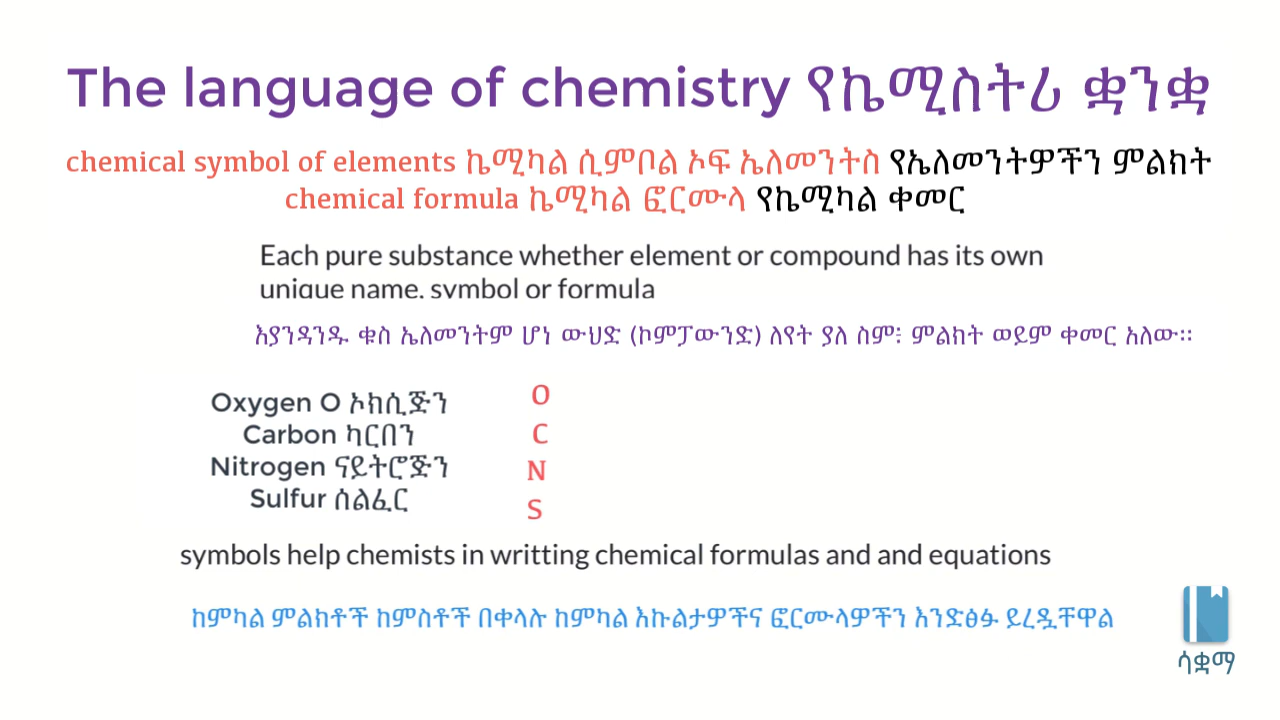 The language of chemistry የኬሚስትሪ ቋንቋ
chemical symbol of elements ኬሚካል ሲምቦል ኦፍ ኤለመንትስ የኤለመንትዎችን ምልክት
chemical formula ኬሚካል ፎርሙላ የኬሚካል ቀመር
Each pure substance whether element or compound has its own
unique name, symbol or formula
እያንዳንዱ ቁስ ኤለመንትም ሆነ ውህድ (ኮምፓውንድ) ለየት ያለ ስም፤ ምልክት ወይም ቀመር አለው፡፡
Oxygen O ኦክሲጅን O
Carbon ካርቦን C
Nitrogen ናይትሮጅን N
Sulfur ሰልፈር S
symbols help chemists in writting chemical formulas and and equations
ከምካል ምልክቶች ከምስቶች በቀላሉ ከምካል እኩልታዎችና ፎርሙላዎችን እንድፅፉ ይረዷቸዋል
ሳቋማ